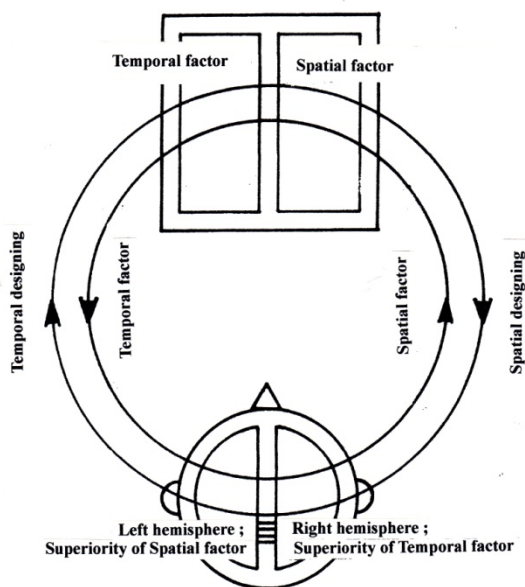 Temporal factor
Spatial factor
Temporal designing
Temporal factor
Spatial factor
Spatial designing
Left hemisphere ;
Superiority of Spatial factor
Right hemisphere ;
Superiority of Temporal factor